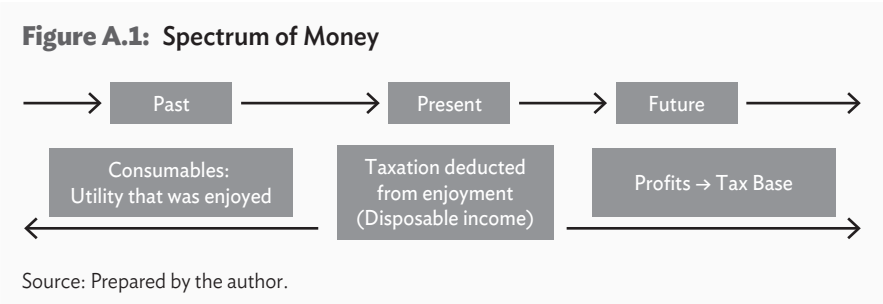 Figure A.1: Spectrum of Money
Past
Present
Future
Consumables:
Utility that was enjoyed
Taxation deducted
from enjoyment
(Disposable income)
Profits → Tax Base
Source: Prepared by the author.